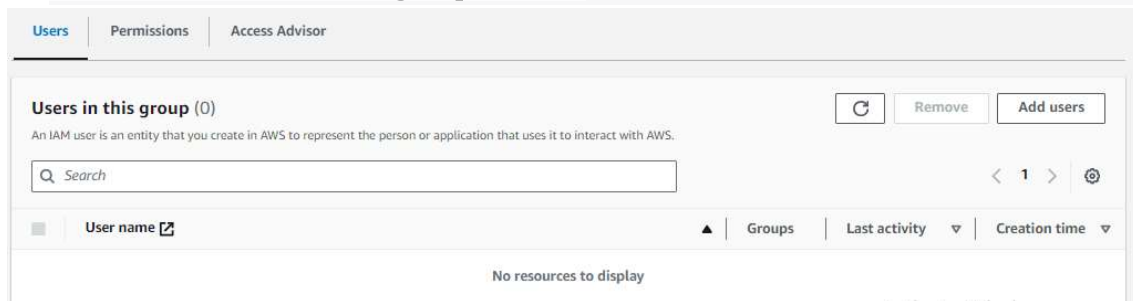 Users Permissions Access Advisor
Users in this group (0)
Remove Add users
An IAM user is an entity that you create in AWS to represent the person or application that uses it to interact with AWS.
Search
1
User name Groups Last activity Creation time
No resources to display